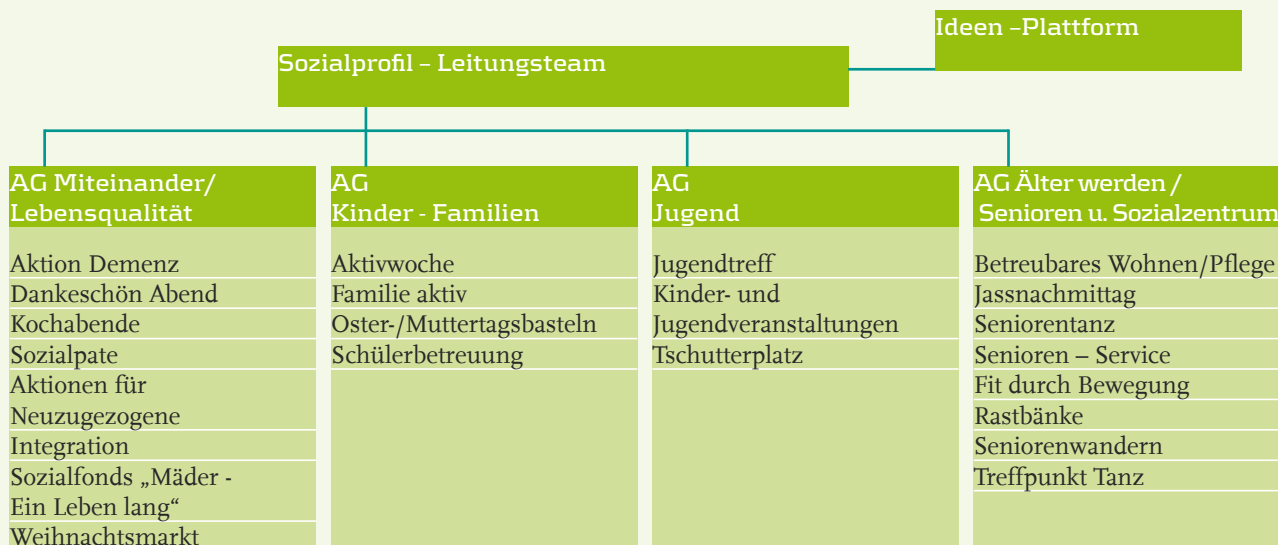 Ideen –Plattform
Sozialprofil – Leitungsteam
AG Miteinander/
Lebensqualität
Aktion Demenz
Dankeschön Abend
Kochabende
Sozialpate
Aktionen für
Neuzugezogene
Integration
Sozialfonds „Mäder -
Ein Leben lang“
Weihnachtsmarkt
AG
Kinder - Familien
Aktivwoche
Familie aktiv
Oster-/Muttertagsbasteln
Schülerbetreuung
AG
Jugend
Jugendtreff
Kinder- und
Jugendveranstaltungen
Tschutterplatz
AG Älter werden /
Senioren u. Sozialzentrum
Betreubares Wohnen/Pflege
Jassnachmittag
Seniorentanz
Senioren – Service
Fit durch Bewegung
Rastbänke
Seniorenwandern
Treffpunkt Tanz